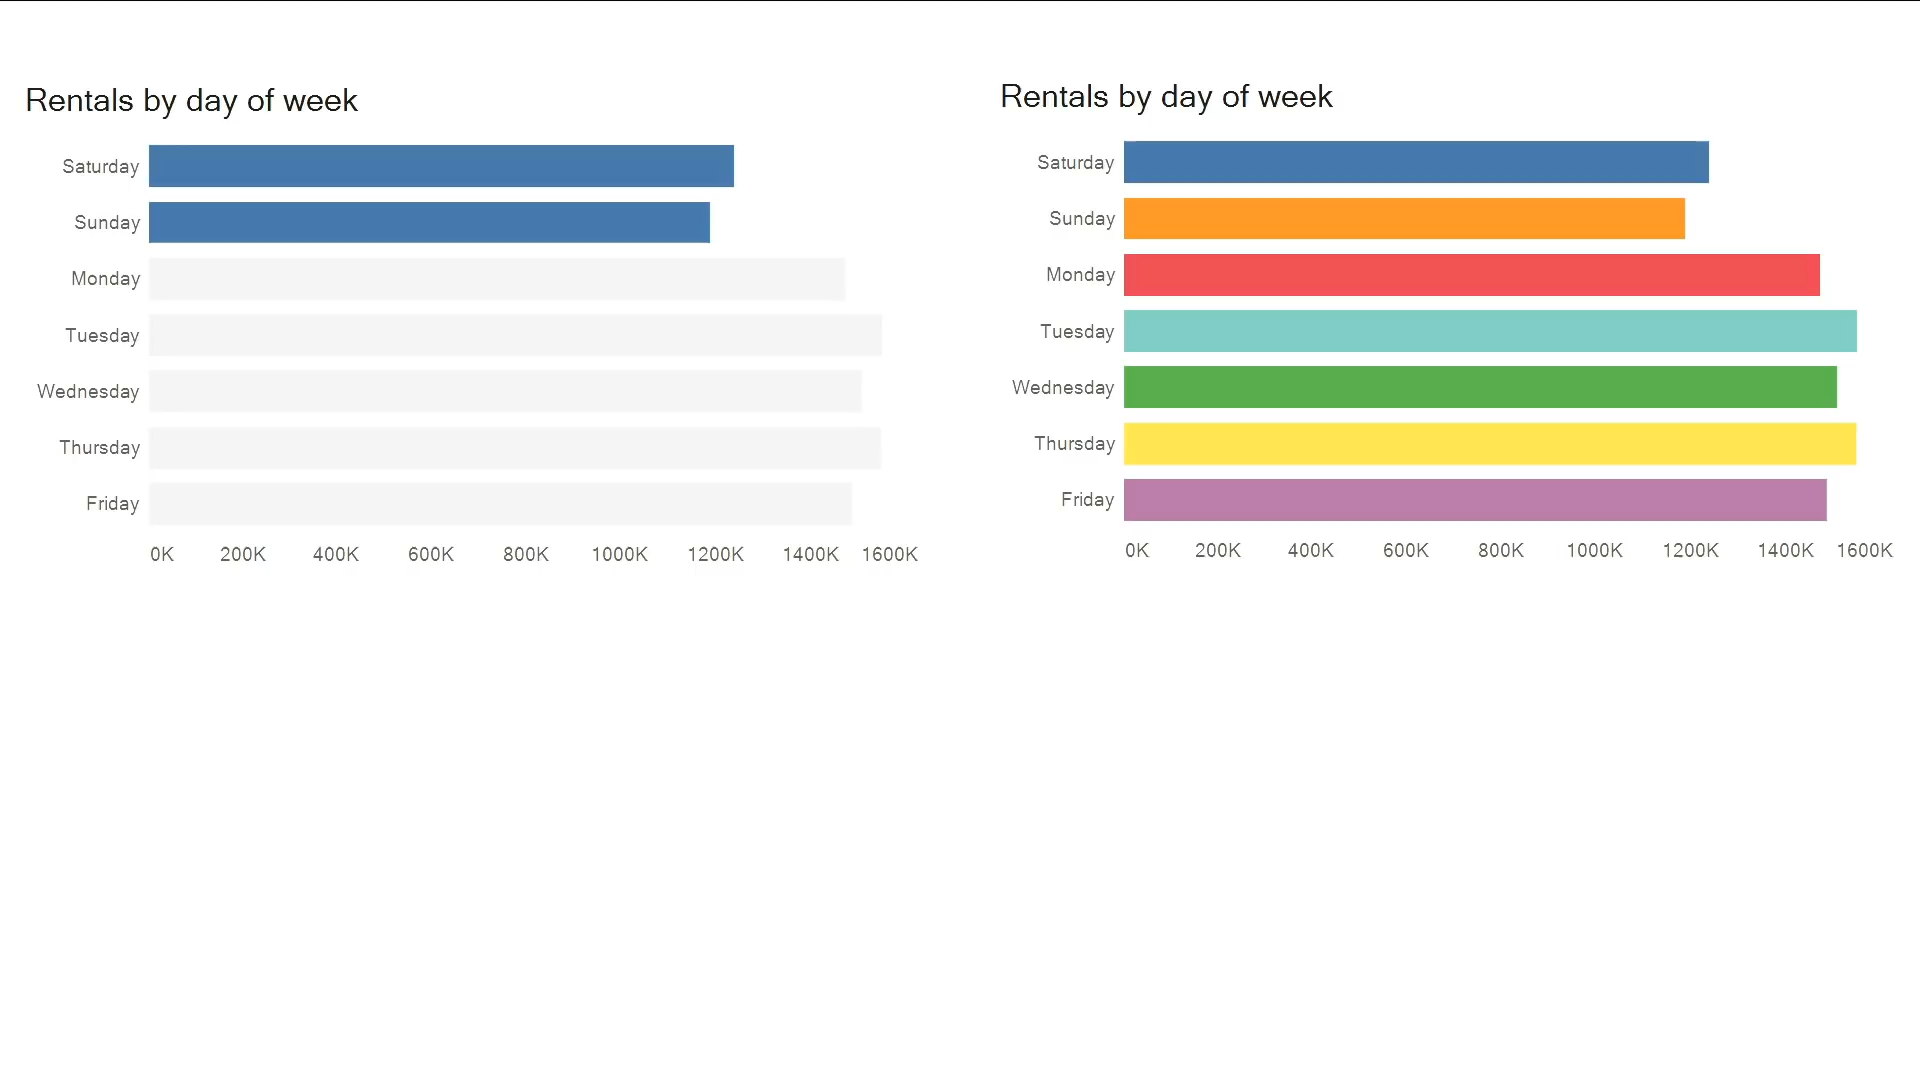 Rentals by day of week
Saturday
Sunday
Monday
Tuesday
Wednesday
Thursday
Friday
0K 200K 400K 600K 800K 1000K 1200K 1400K 1600K
Rentals by day of week
Saturday
Sunday
Monday
Tuesday
Wednesday
Thursday
Friday
0K 200K 400K 600K 800K 1000K 1200K 1400K 1600K